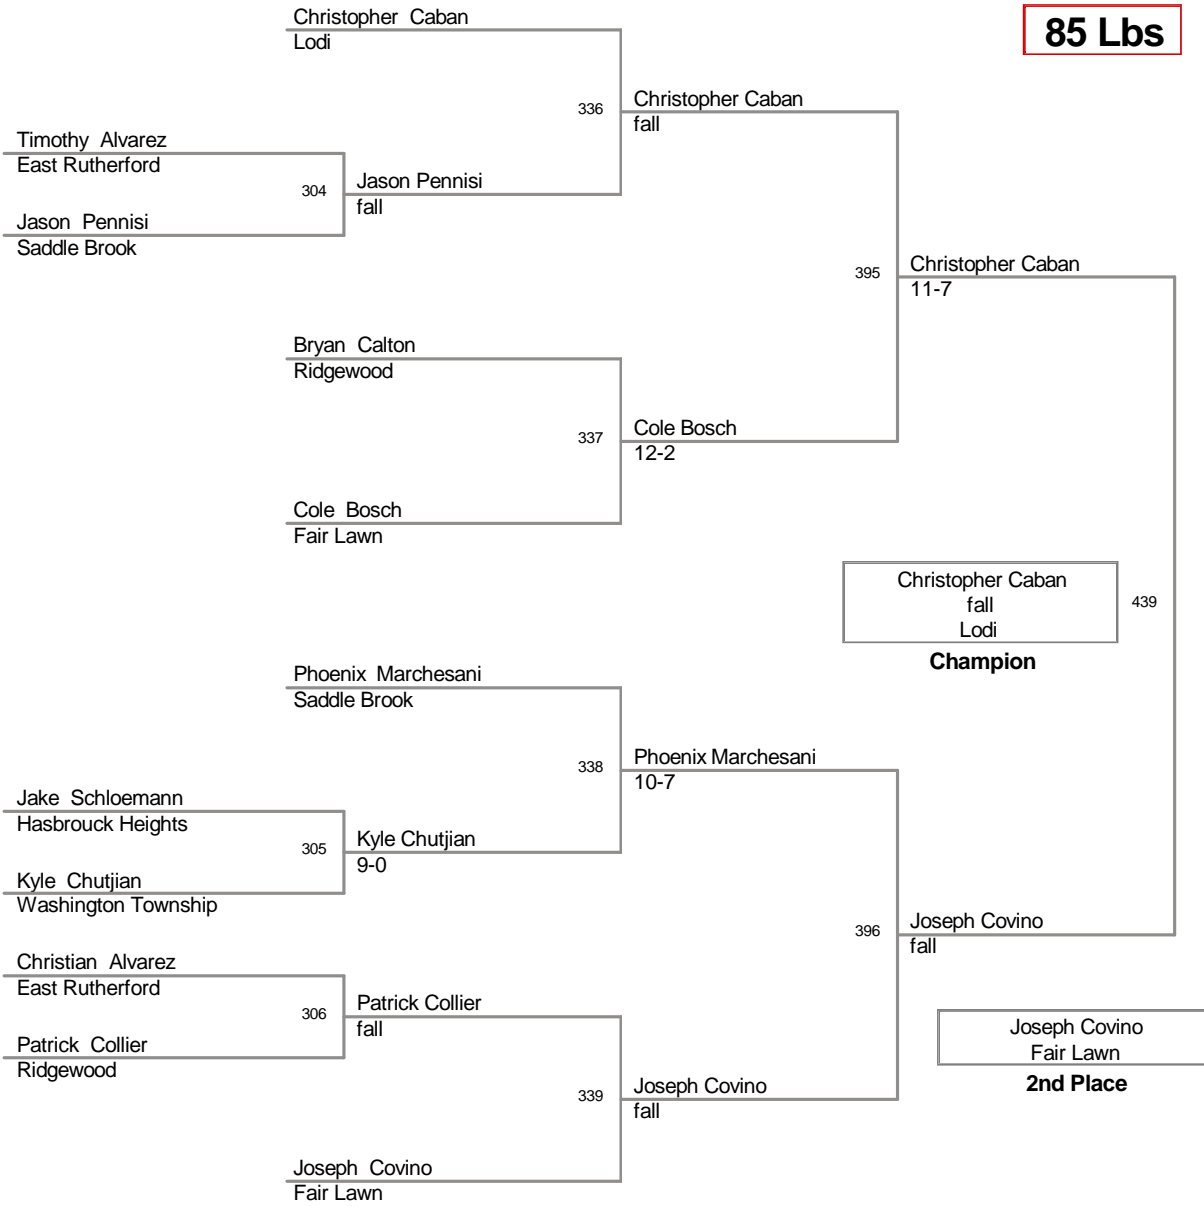 Christopher Caban
Lodi
85 Lbs
336
Christopher Caban
fall
Timothy Alvarez
East Rutherford
304
Jason Pennisi
fall
Jason Pennisi
Saddle Brook
395
Christopher Caban
11-7
Bryan Calton
Ridgewood
337
Cole Bosch
12-2
Cole Bosch
Fair Lawn
Christopher Caban
fall
Lodi
439
Champion
Phoenix Marchesani
Saddle Brook
338
Phoenix Marchesani
10-7
Jake Schloemann
Hasbrouck Heights
305
Kyle Chutjian
9-0
Kyle Chutjian
Washington Township
396
Joseph Covino
fall
Christian Alvarez
East Rutherford
306
Patrick Collier
fall
Patrick Collier
Ridgewood
Joseph Covino
Fair Lawn
2nd Place
339
Joseph Covino
fall
Joseph Covino
Fair Lawn